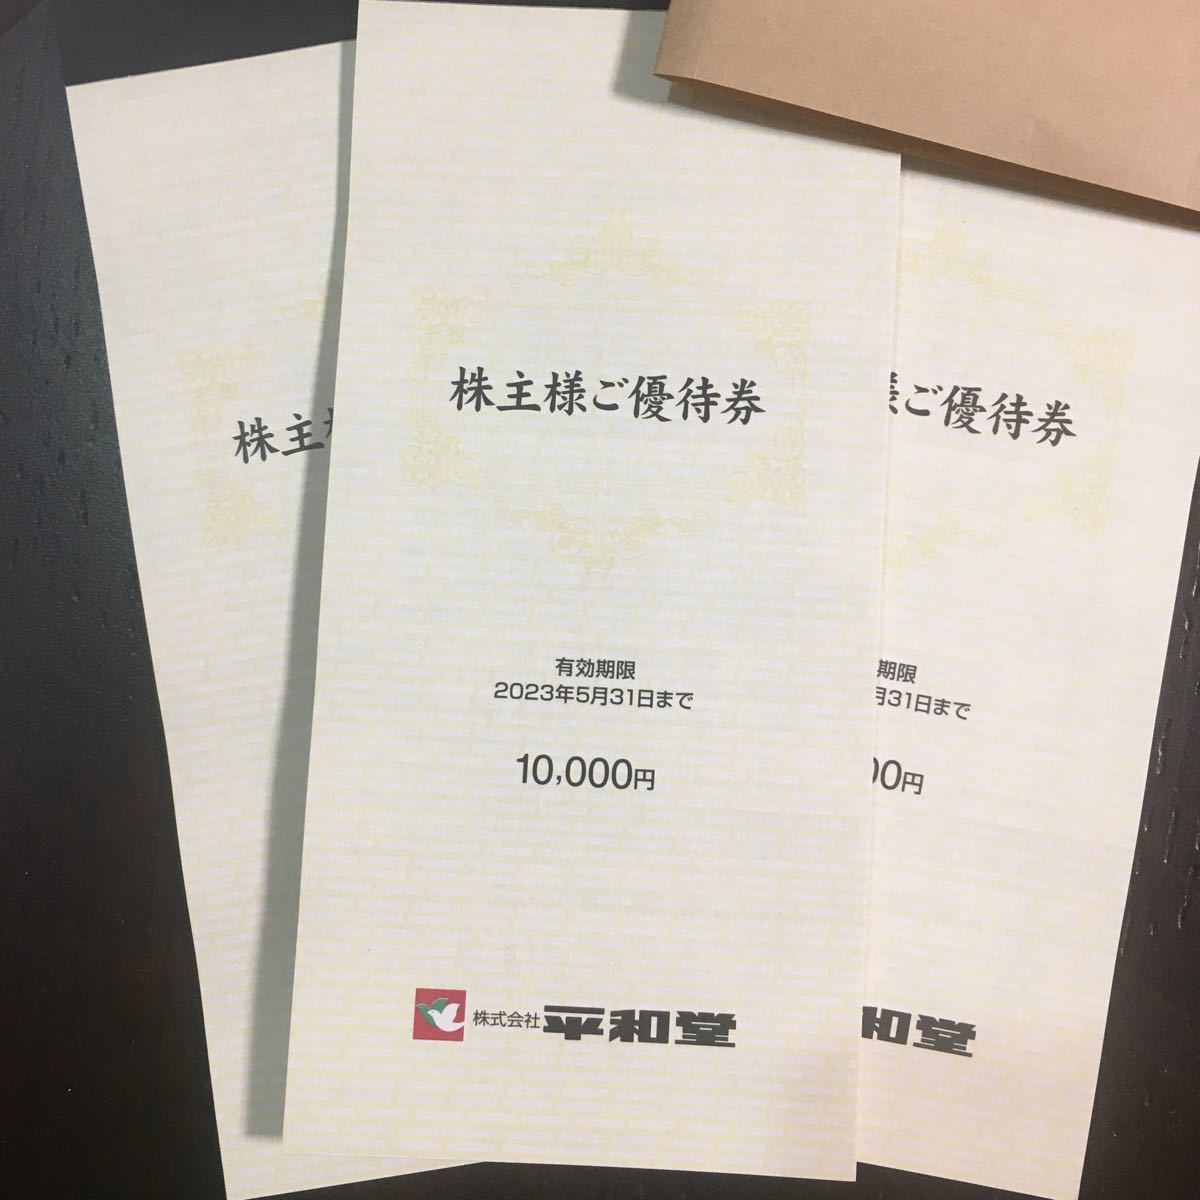 株主様ご優待券
有効期限
2023年5月31日まで
10,000円
株式会社 平和堂
株主
ご優待券
期限
31日まで
00円
和堂